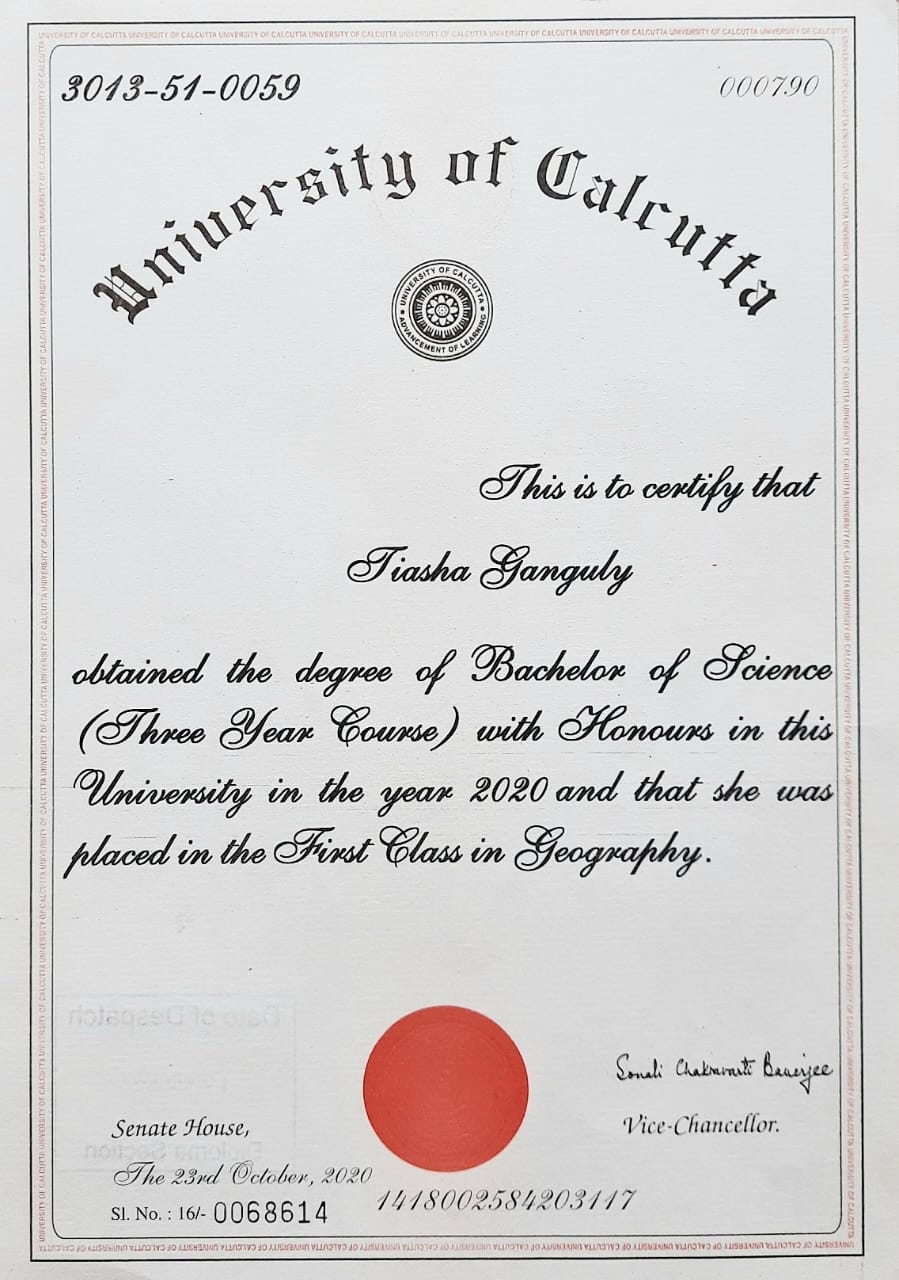 3013-51-0059
000790
University of Calcutta
UNIVERSITY OF CALCUTTA
ADVANCEMENT OF LEARNING
This is to certify that
Tiasha Ganguly
obtained the degree of Bachelor of Science
(Three Year Course) with Honours in this
University in the year 2020 and that she was
placed in the First Class in Geography.
Date of Despatch
Diploma Section
Sonali Chakravarti Banerjee
Vice-Chancellor.
Senate House,
The 23rd October, 2020
Sl. No. : 16/- 0068614
1418002584203117